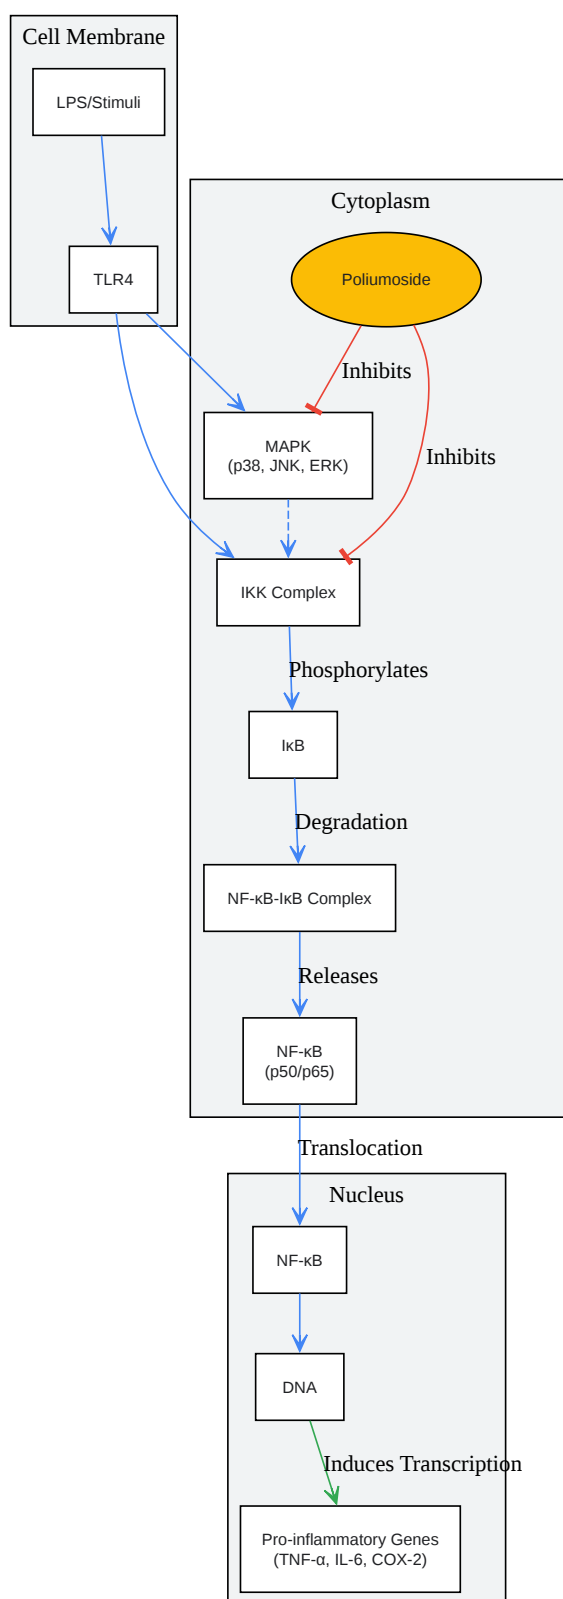 Cell Membrane
LPS/Stimuli
TLR4
Cytoplasm
Poliumoside
Inhibits
MAPK
(p38, JNK, ERK)
Inhibits
IKK Complex
Phosphorylates
IκB
Degradation
NF-κB-IκB Complex
Releases
NF-κB
(p50/p65)
Translocation
Nucleus
NF-κB
DNA
Induces Transcription
Pro-inflammatory Genes
(TNF-α, IL-6, COX-2)